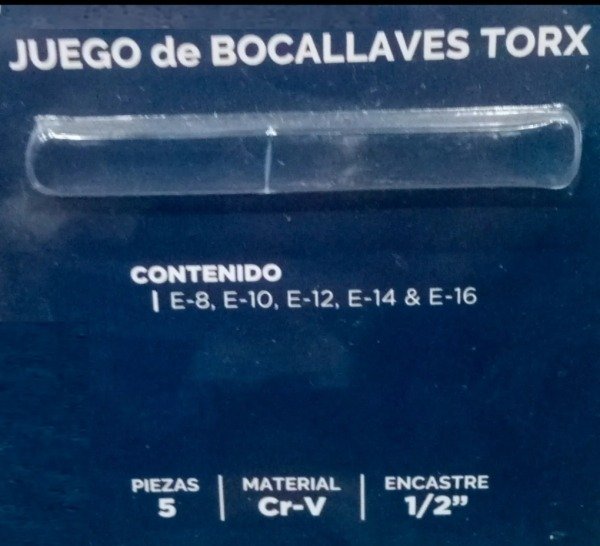 JUEGO de BOCALLAVES TORX
CONTENIDO
| E-8, E-10, E-12, E-14 & E-16
PIEZAS | MATERIAL | ENCASTRE
5 | Cr-V | 1/2”